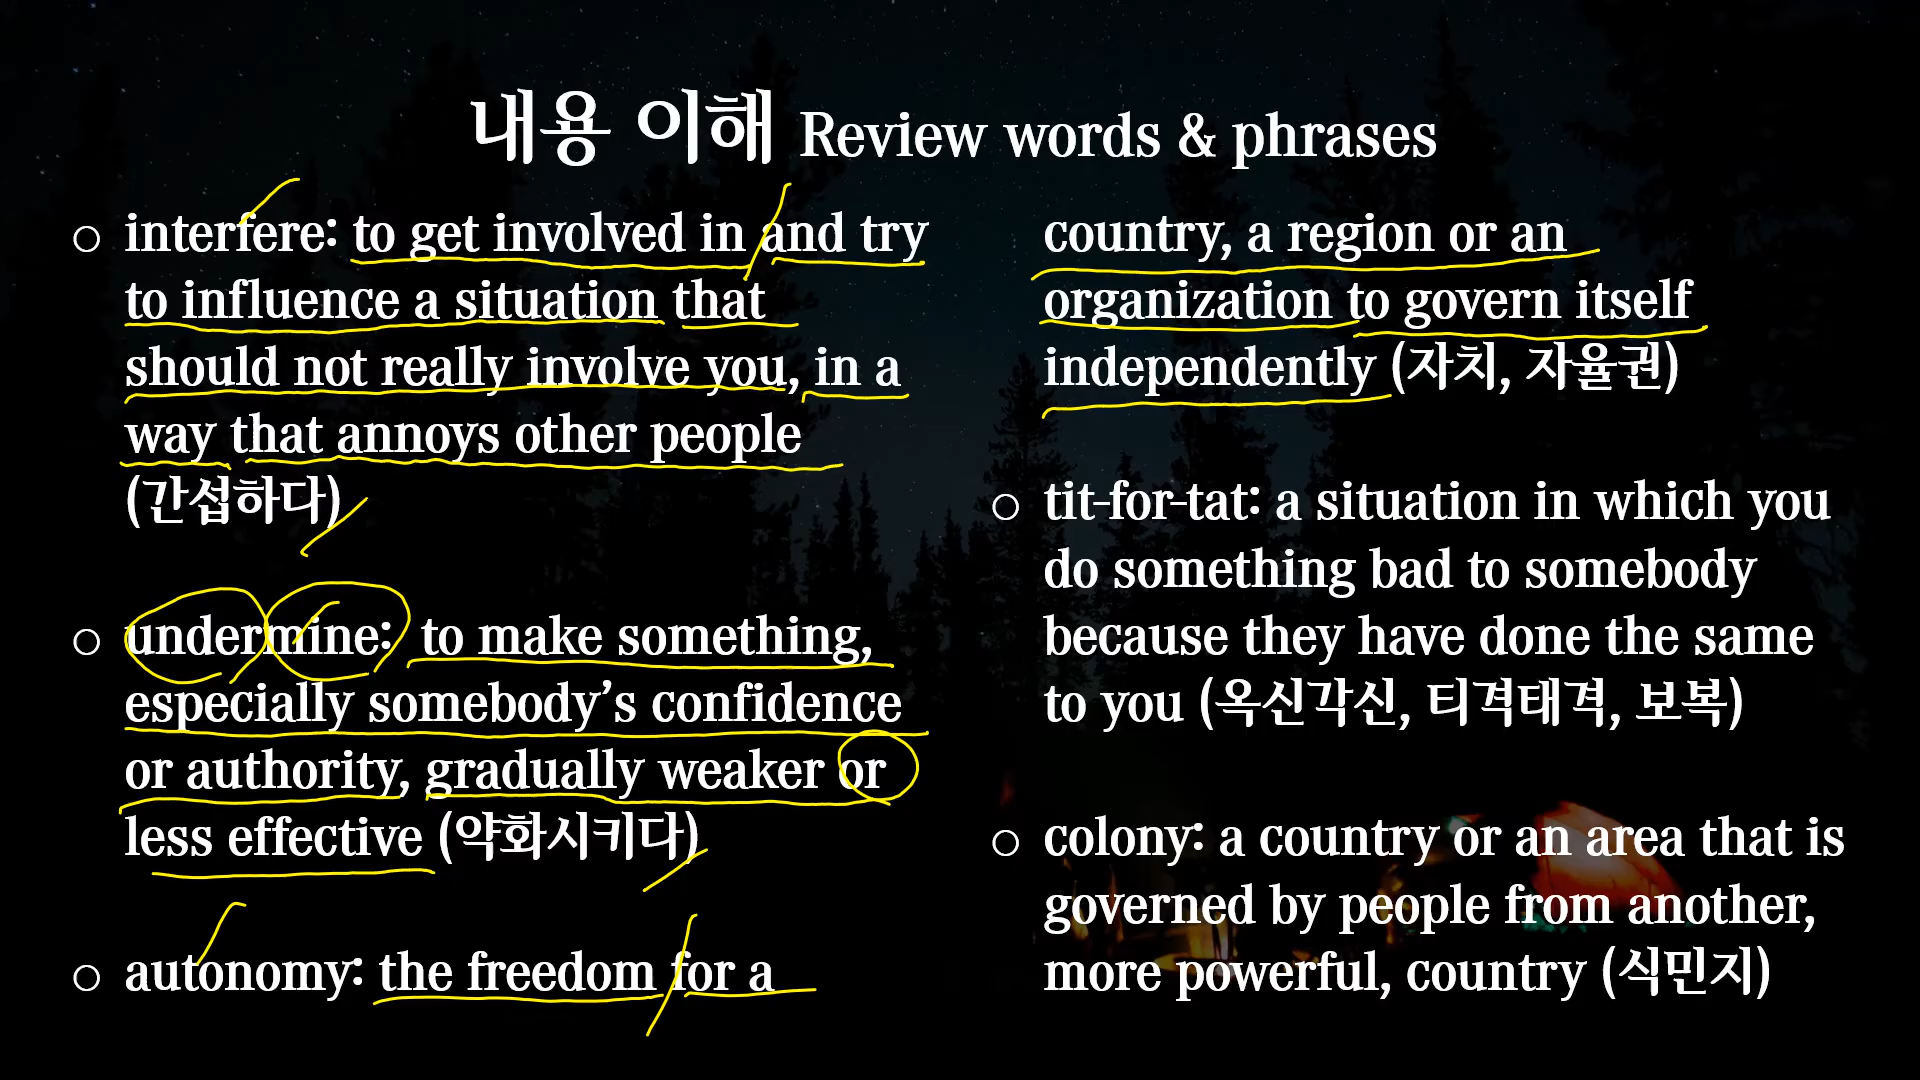 내용 이해 Review words & phrases
○ interfere: to get involved in and try
to influence a situation that
should not really involve you, in a
way that annoys other people
(간섭하다)
○ undermine:  to make something,
especially somebody’s confidence
or authority, gradually weaker or
less effective (약화시키다)
○ autonomy: the freedom for a
country, a region or an
organization to govern itself
independently (자치, 자율권)
○ tit-for-tat: a situation in which you
do something bad to somebody
because they have done the same
to you (옥신각신, 티격태격, 보복)
○ colony: a country or an area that is
governed by people from another,
more powerful, country (식민지)